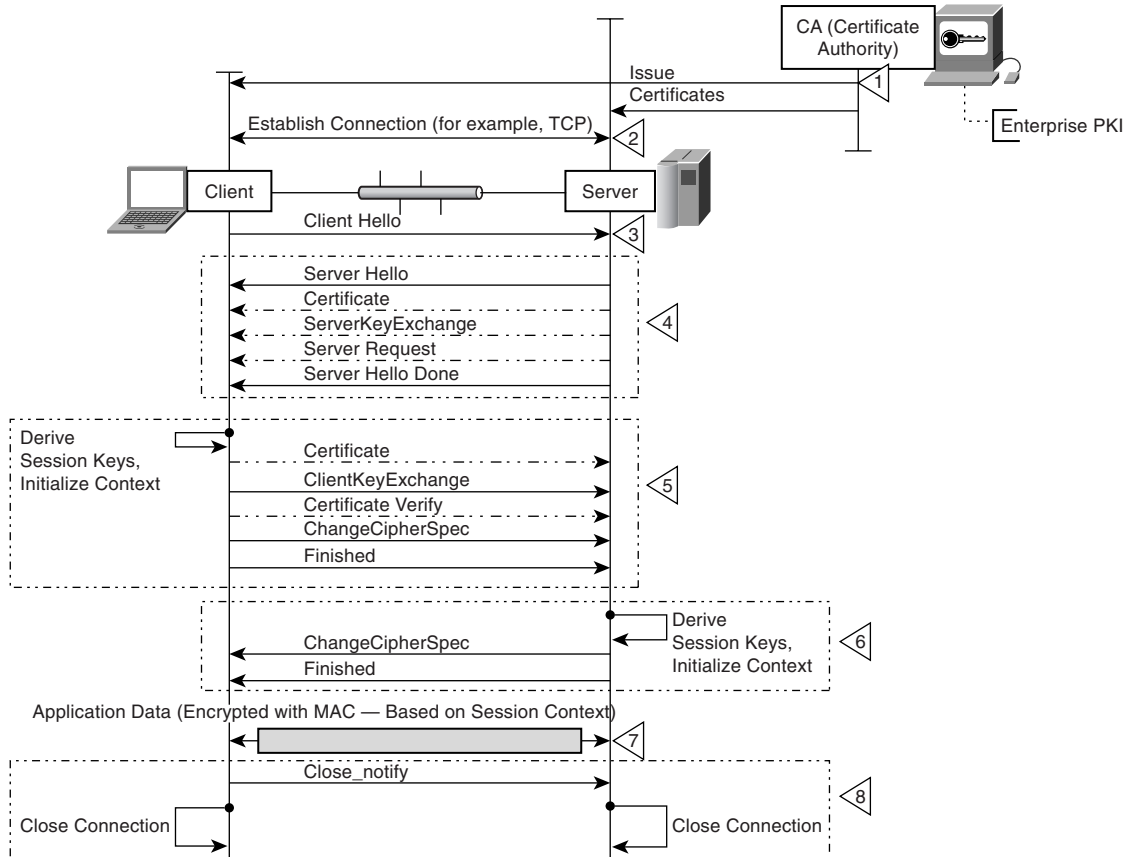 CA (Certificate
Authority)
Issue
1
Certificates
Enterprise PKI
Establish Connection (for example, TCP)
2
Client
Server
Client Hello
3
Server Hello
Certificate
ServerKeyExchange
4
Server Request
Server Hello Done
Derive
Session Keys,
Initialize Context
Certificate
ClientKeyExchange
5
Certificate Verify
ChangeCipherSpec
Finished
Derive
Session Keys,
Initialize Context
6
ChangeCipherSpec
Finished
Application Data (Encrypted with MAC — Based on Session Context)
7
Close_notify
8
Close Connection
Close Connection